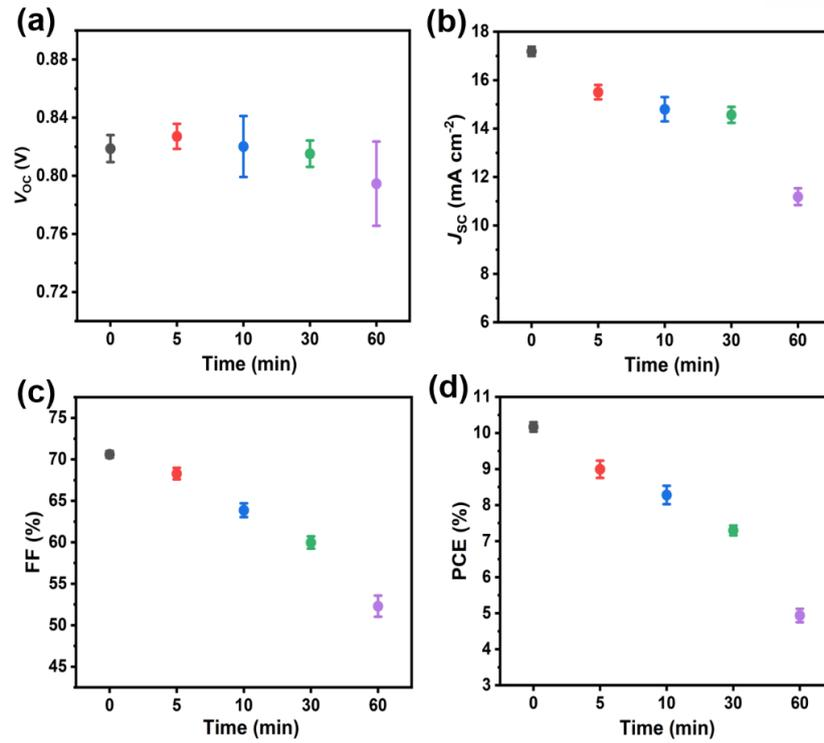 (a)
0.88
0.84
0.80
0.76
0.72
V_OC (V)
0 5 10 30 60
Time (min)
(b)
18
16
14
12
10
8
6
J_SC (mA cm⁻²)
0 5 10 30 60
Time (min)
(c)
75
70
65
60
55
50
45
FF (%)
0 5 10 30 60
Time (min)
(d)
11
10
9
8
7
6
5
4
3
PCE (%)
0 5 10 30 60
Time (min)